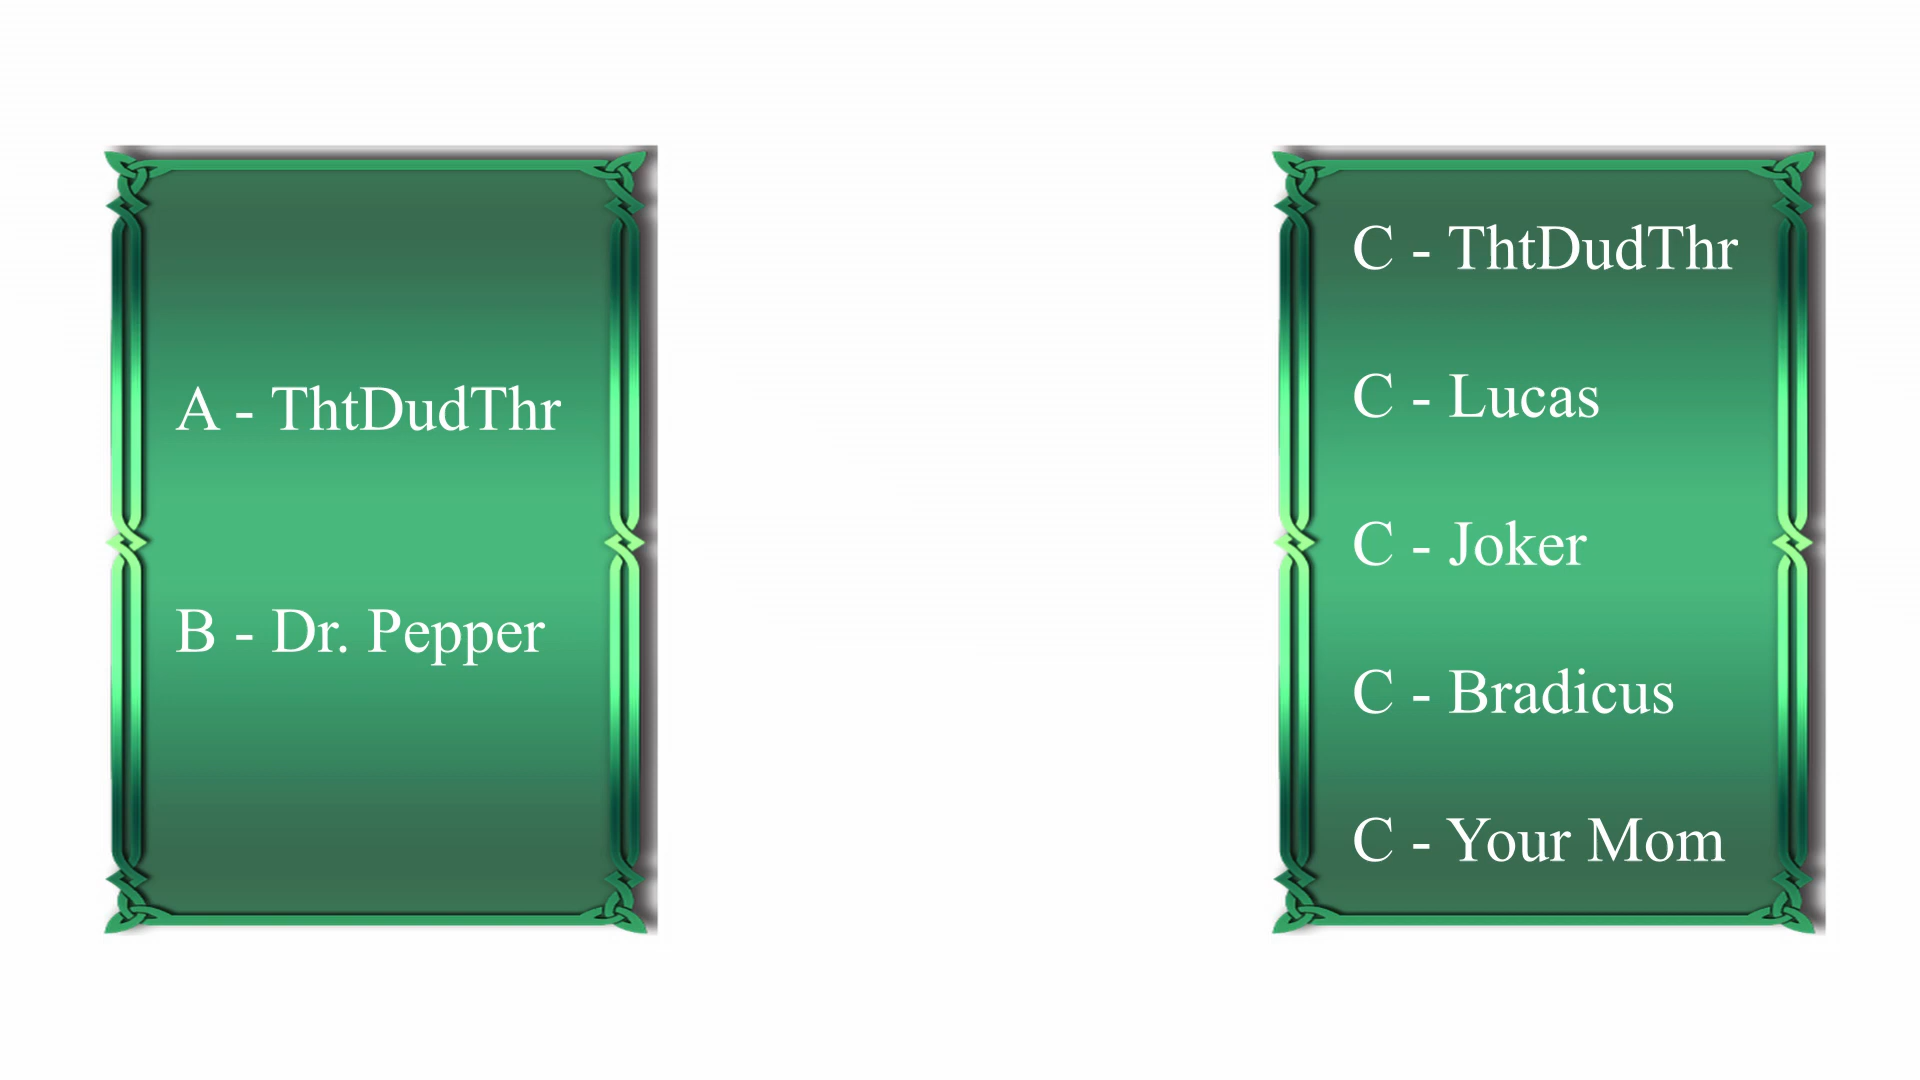 A - ThtDudThr
B - Dr. Pepper
C - ThtDudThr
C - Lucas
C - Joker
C - Bradicus
C - Your Mom